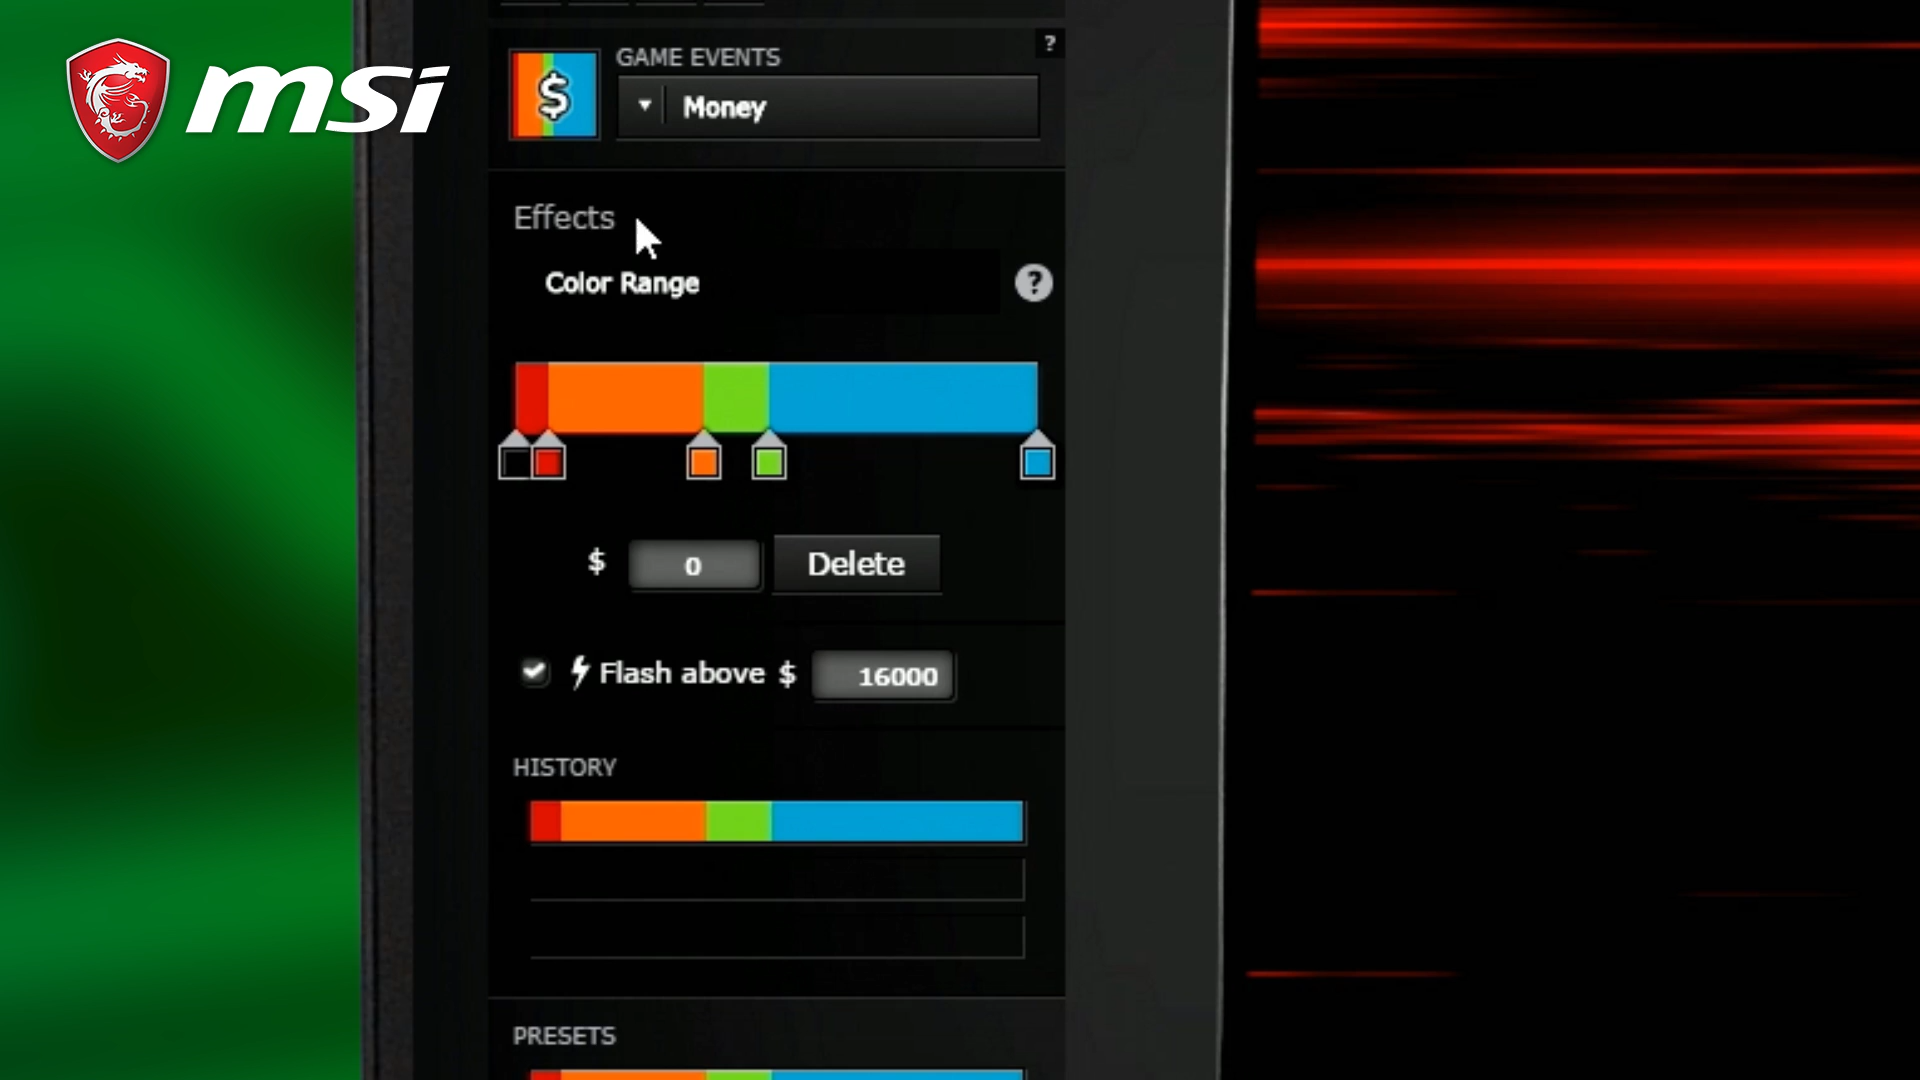 msi
GAME EVENTS
?
$
Money
Effects
Color Range
?
$ 0 Delete
Flash above $ 16000
HISTORY
PRESETS